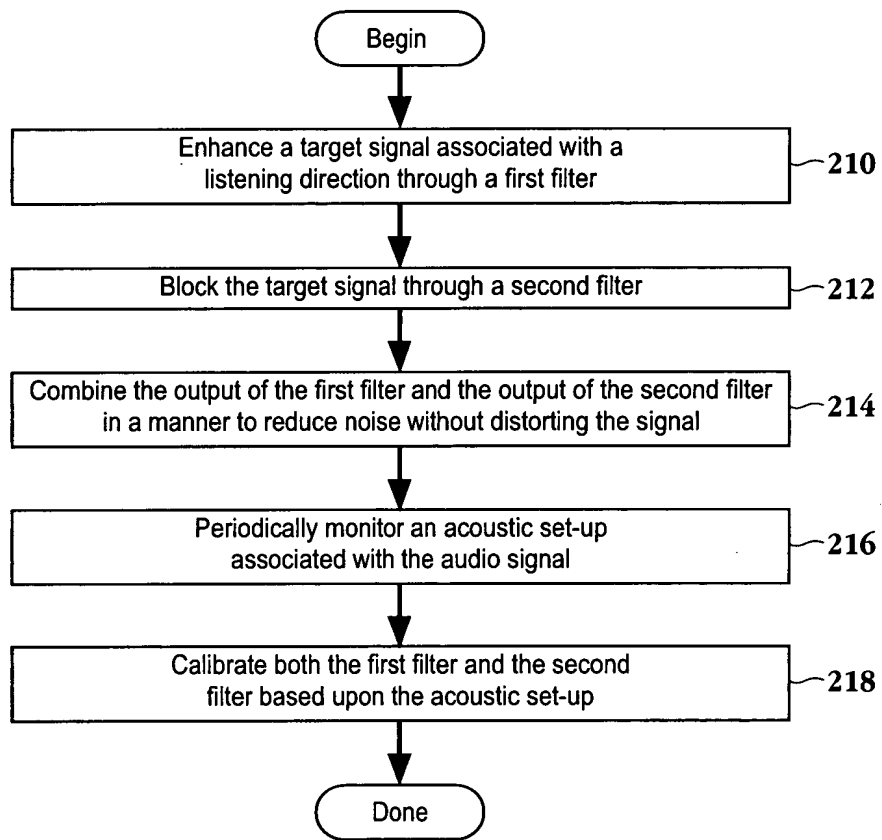 Begin
Enhance a target signal associated with a
listening direction through a first filter
210
Block the target signal through a second filter
212
Combine the output of the first filter and the output of the second filter
in a manner to reduce noise without distorting the signal
214
Periodically monitor an acoustic set-up
associated with the audio signal
216
Calibrate both the first filter and the second
filter based upon the acoustic set-up
218
Done